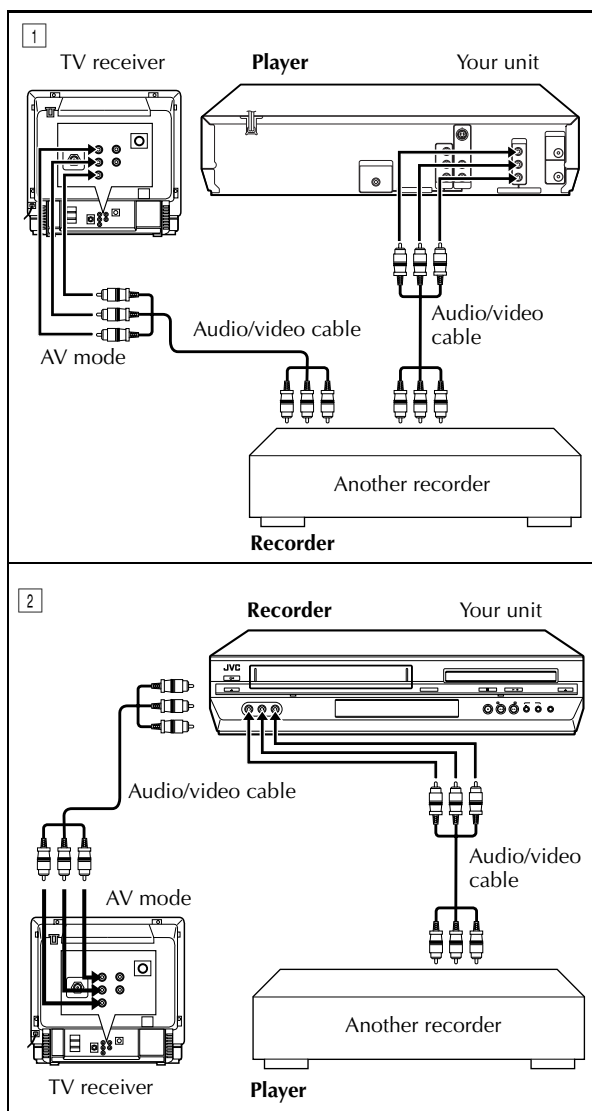 1
TV receiver
Player
Your unit
Audio/video cable
Audio/video
cable
AV mode
Another recorder
Recorder
2
Recorder
Your unit
JVC
Audio/video cable
Audio/video
cable
AV mode
Another recorder
TV receiver
Player